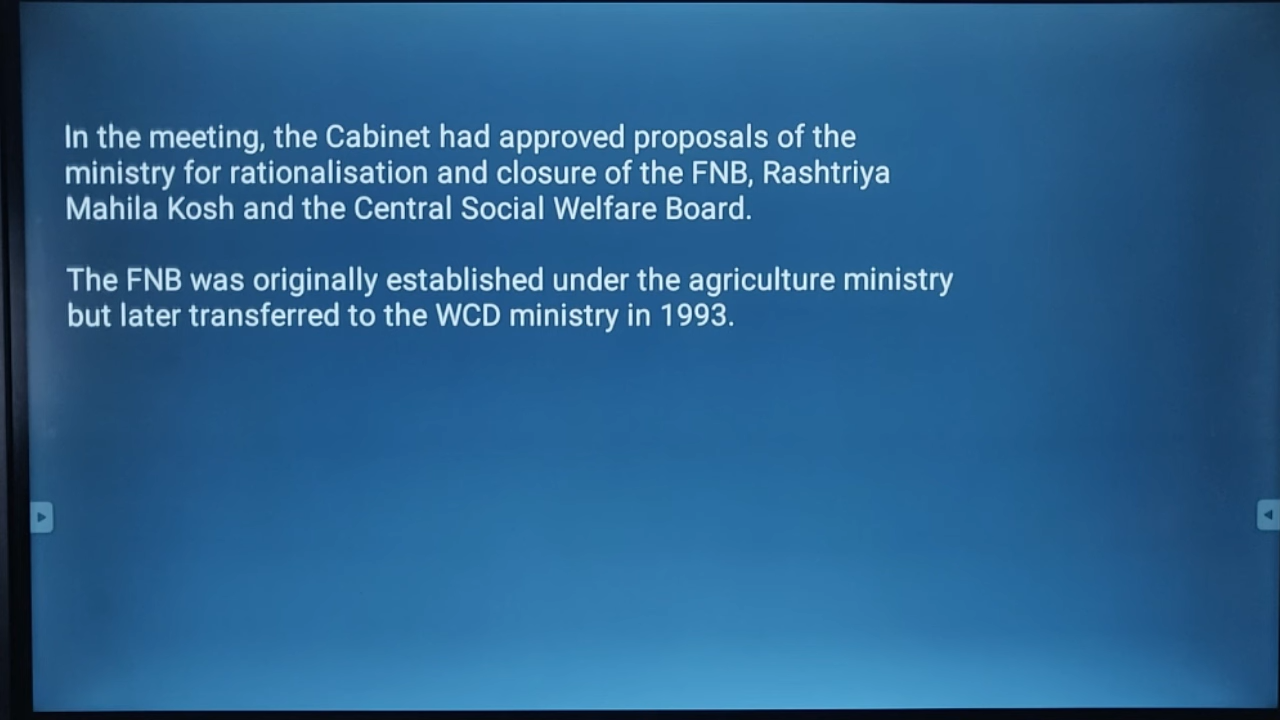 In the meeting, the Cabinet had approved proposals of the
ministry for rationalisation and closure of the FNB, Rashtriya
Mahila Kosh and the Central Social Welfare Board.
The FNB was originally established under the agriculture ministry
but later transferred to the WCD ministry in 1993.